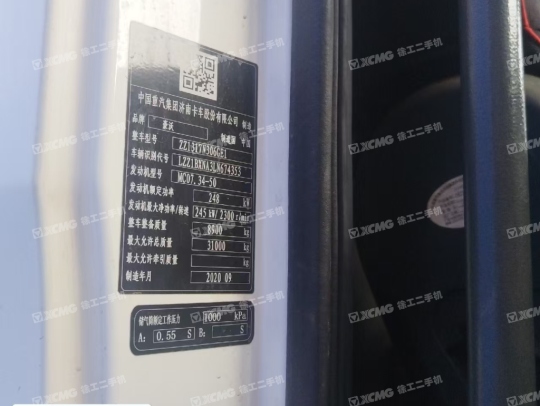 中国重汽集团济南卡车股份有限公司 制造
品牌 豪沃 制造国 中国
整车型号 ZZ1317N306GE1
车辆识别代号 LZZ1BXNA3LN674353
发动机型号 MC07.34-50
发动机额定功率 248 kW
发动机最大净功率/转速 245 kW/ 2300 r/min
整车整备质量 8900 kg
最大允许总质量 31000 kg
最大允许牵引质量 kg
制造年月 2020 09
储气筒额定工作压力 1000 kPa
A: 0.55 S B: - S
XCMG 徐工二手机